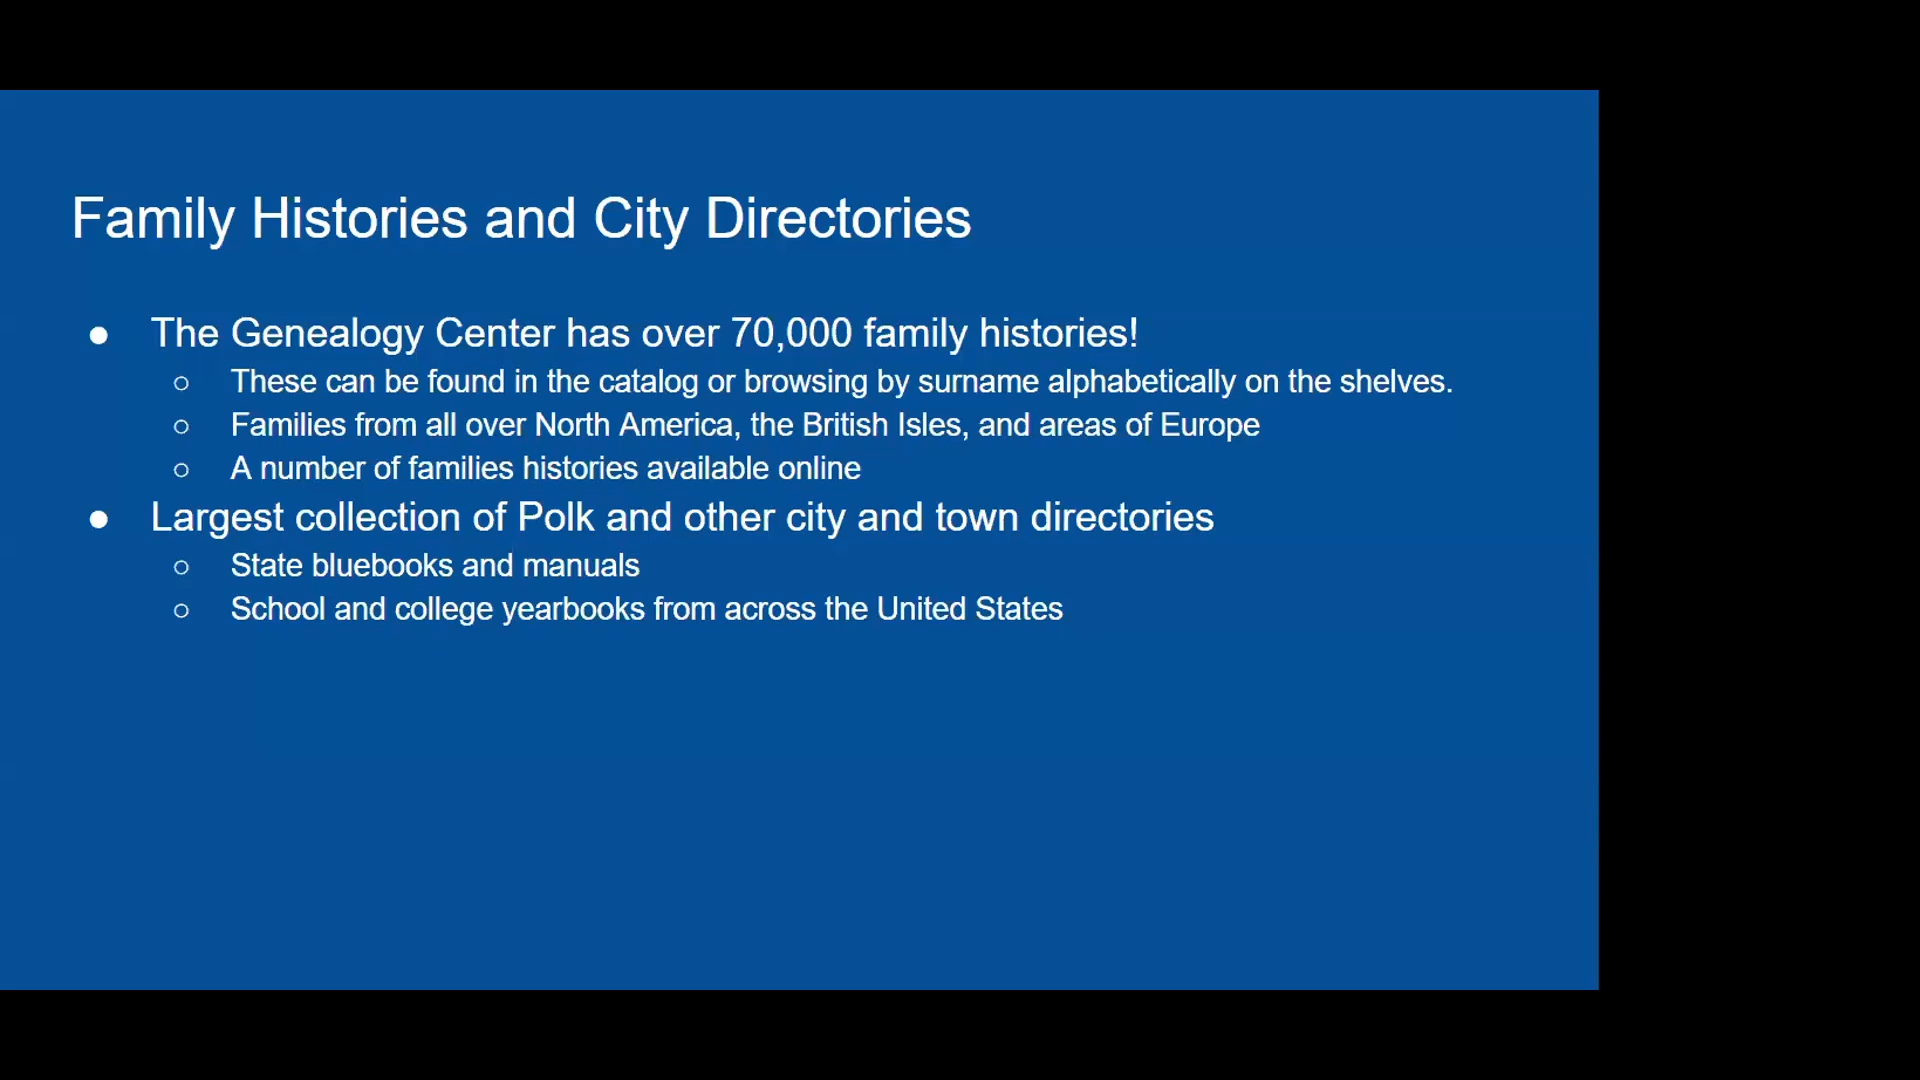 Family Histories and City Directories
● The Genealogy Center has over 70,000 family histories!
○ These can be found in the catalog or browsing by surname alphabetically on the shelves.
○ Families from all over North America, the British Isles, and areas of Europe
○ A number of families histories available online
● Largest collection of Polk and other city and town directories
○ State bluebooks and manuals
○ School and college yearbooks from across the United States